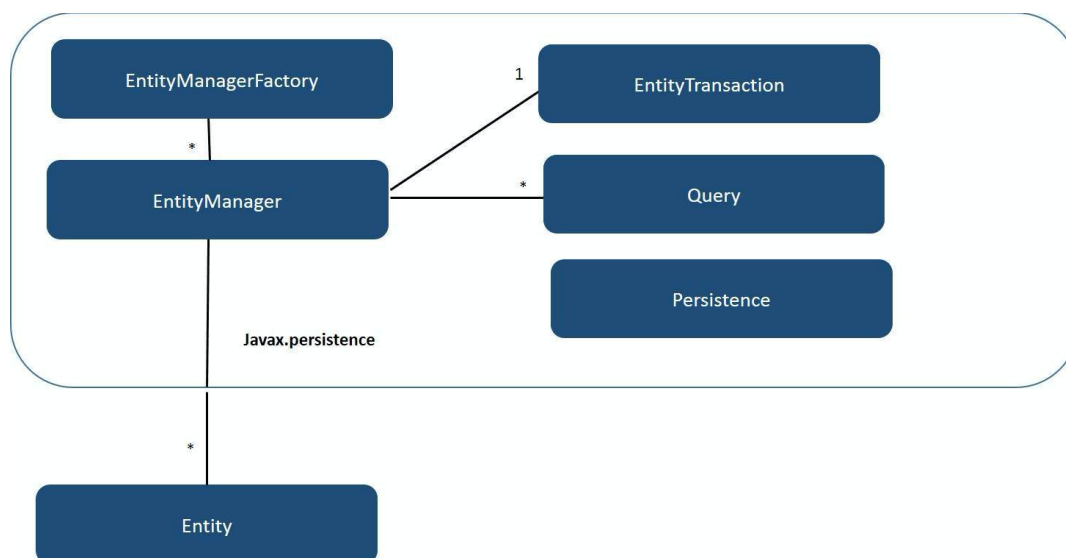 EntityManagerFactory
1
EntityTransaction
*
EntityManager
*
Query
Persistence
Javax.persistence
*
Entity